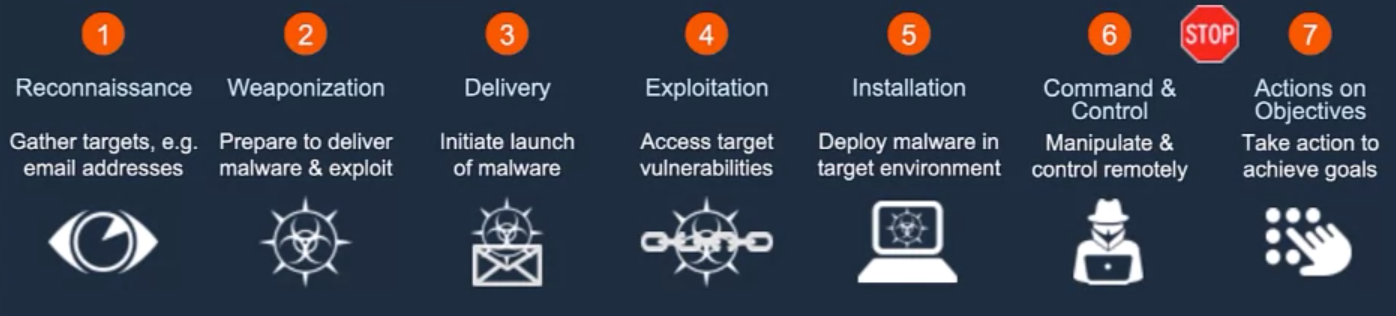 1
Reconnaissance
Gather targets, e.g.
email addresses
2
Weaponization
Prepare to deliver
malware & exploit
3
Delivery
Initiate launch
of malware
4
Exploitation
Access target
vulnerabilities
5
Installation
Deploy malware in
target environment
6
Command &
Control
Manipulate &
control remotely
STOP
7
Actions on
Objectives
Take action to
achieve goals